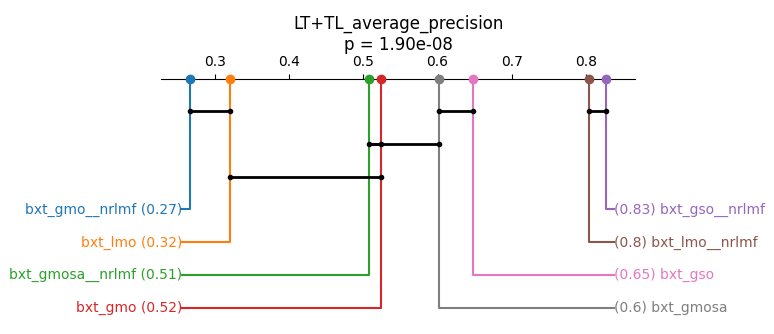 LT+TL_average_precision
p = 1.90e-08
0.3 0.4 0.5 0.6 0.7 0.8
bxt_gmo__nrlmf (0.27) (0.83) bxt_gso__nrlmf
bxt_lmo (0.32) (0.8) bxt_lmo__nrlmf
bxt_gmosa__nrlmf (0.51) (0.65) bxt_gso
bxt_gmo (0.52) (0.6) bxt_gmosa